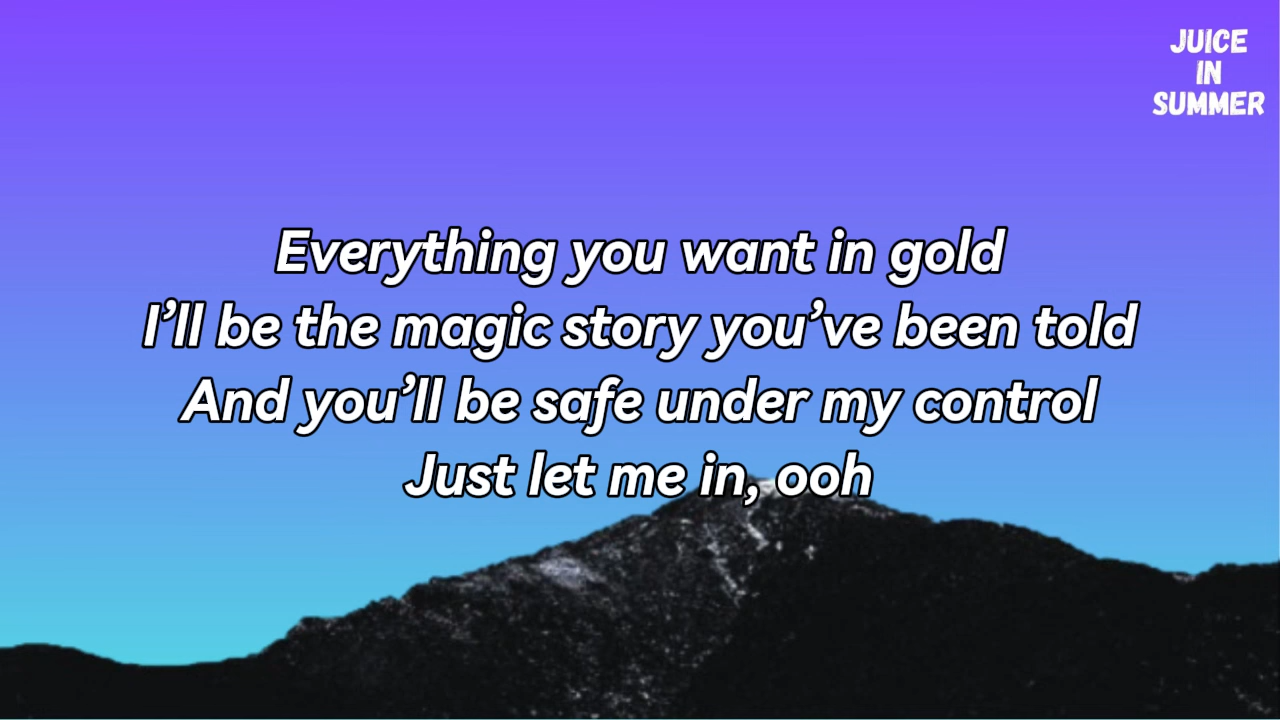 JUICE
IN
SUMMER
Everything you want in gold
I’ll be the magic story you’ve been told
And you’ll be safe under my control
Just let me in, ooh